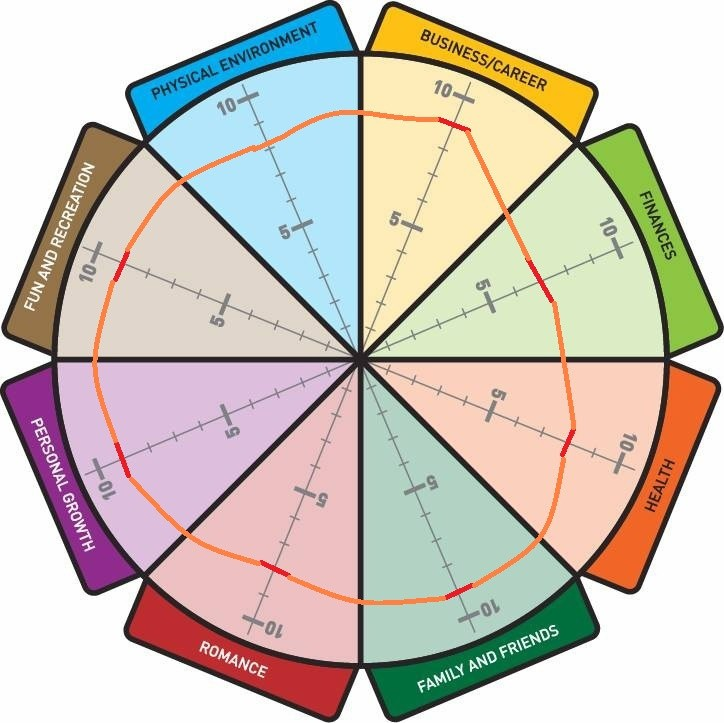 PHYSICAL ENVIRONMENT
BUSINESS/CAREER
10
10
FUN AND RECREATION
FINANCES
10
10
5
5
5
5
5
5
5
5
10
10
PERSONAL GROWTH
HEALTH
10
10
ROMANCE
FAMILY AND FRIENDS